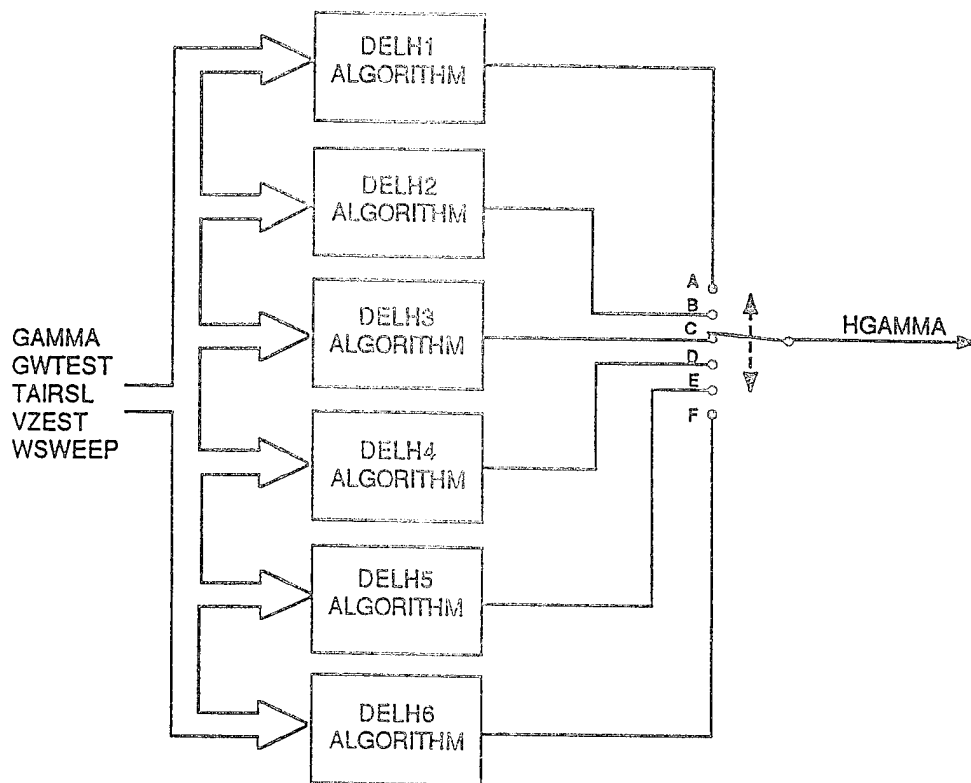 DELH1
ALGORITHM
DELH2
ALGORITHM
DELH3
ALGORITHM
DELH4
ALGORITHM
DELH5
ALGORITHM
DELH6
ALGORITHM
GAMMA
GWTEST
TAIRSL
VZEST
WSWEEP
A
B
C
D
E
F
HGAMMA